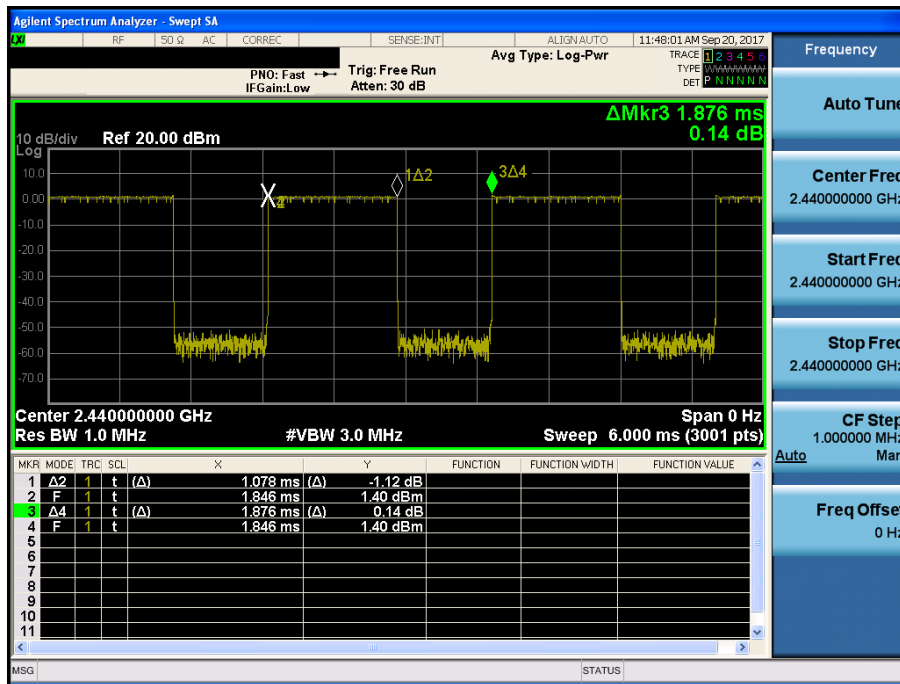 Agilent Spectrum Analyzer - Swept SA
LXI RF 50 Ω AC CORREC SENSE:INT ALIGN AUTO 11:48:01 AM Sep 20, 2017
Frequency
PNO: Fast
IFGain:Low
Trig: Free Run
Atten: 30 dB
Avg Type: Log-Pwr
TRACE 1 2 3 4 5 6
TYPE WWWWWW
DET P N N N N N
Auto Tune
ΔMkr3 1.876 ms
0.14 dB
10 dB/div Ref 20.00 dBm
Log
10.0
0.00
-10.0
-20.0
-30.0
-40.0
-50.0
-60.0
-70.0
1Δ2
3Δ4
Center Freq
2.440000000 GHz
Start Freq
2.440000000 GHz
Stop Freq
2.440000000 GHz
CF Step
1.000000 MHz
Auto Man
Freq Offset
0 Hz
Center 2.440000000 GHz Span 0 Hz
Res BW 1.0 MHz #VBW 3.0 MHz Sweep 6.000 ms (3001 pts)
MKR MODE TRC SCL X Y FUNCTION FUNCTION WIDTH FUNCTION VALUE
1 Δ2 1 t (Δ) 1.078 ms (Δ) -1.12 dB
2 F 1 t 1.846 ms 1.40 dBm
3 Δ4 1 t (Δ) 1.876 ms (Δ) 0.14 dB
4 F 1 t 1.846 ms 1.40 dBm
5
6
7
8
9
10
11
MSG STATUS